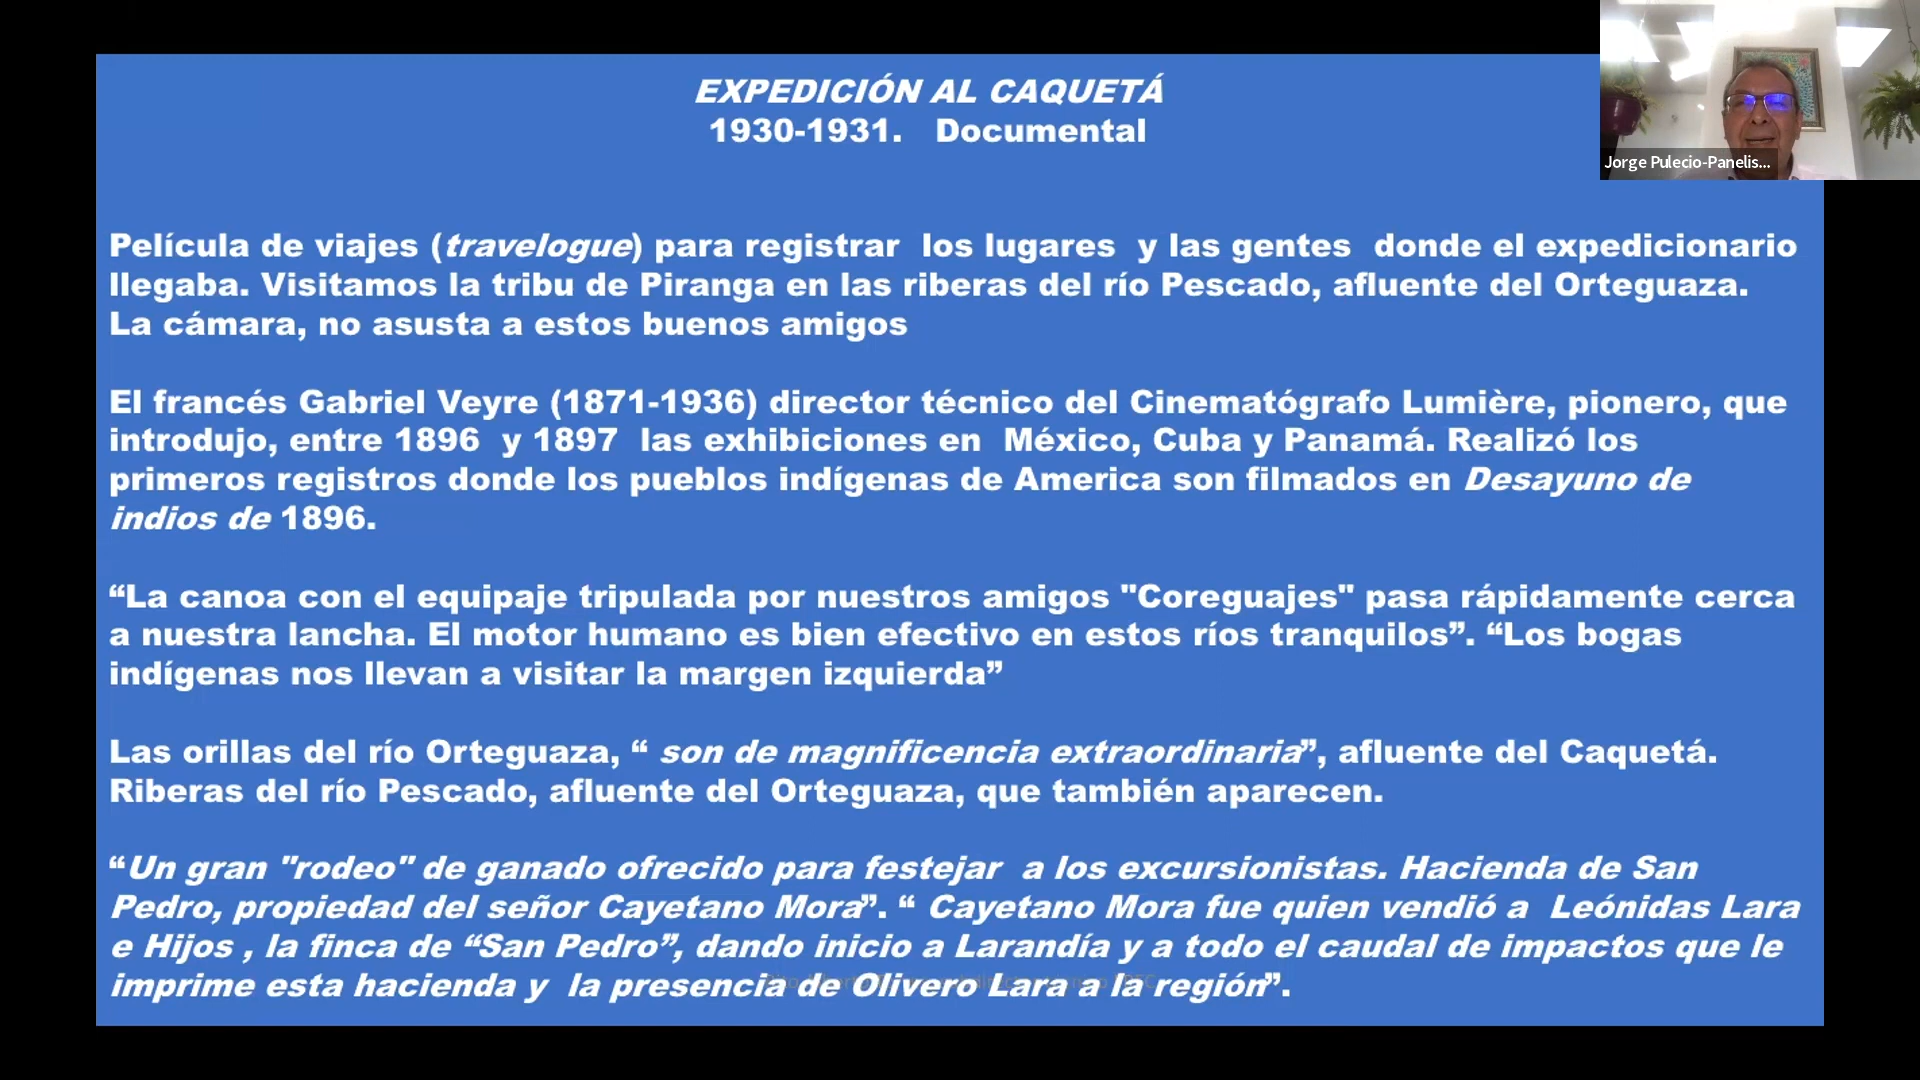 EXPEDICIÓN AL CAQUETÁ
1930-1931. Documental
Jorge Pulecio-Panelis...
Película de viajes (travelogue) para registrar los lugares y las gentes donde el expedicionario
llegaba. Visitamos la tribu de Piranga en las riberas del río Pescado, afluente del Orteguaza.
La cámara, no asusta a estos buenos amigos
El francés Gabriel Veyre (1871-1936) director técnico del Cinematógrafo Lumière, pionero, que
introdujo, entre 1896 y 1897 las exhibiciones en México, Cuba y Panamá. Realizó los
primeros registros donde los pueblos indígenas de America son filmados en Desayuno de
indios de 1896.
“La canoa con el equipaje tripulada por nuestros amigos "Coreguajes" pasa rápidamente cerca
a nuestra lancha. El motor humano es bien efectivo en estos ríos tranquilos”. “Los bogas
indígenas nos llevan a visitar la margen izquierda”
Las orillas del río Orteguaza, “ son de magnificencia extraordinaria”, afluente del Caquetá.
Riberas del río Pescado, afluente del Orteguaza, que también aparecen.
“Un gran "rodeo" de ganado ofrecido para festejar a los excursionistas. Hacienda de San
Pedro, propiedad del señor Cayetano Mora”. “ Cayetano Mora fue quien vendió a Leónidas Lara
e Hijos , la finca de “San Pedro”, dando inicio a Larandía y a todo el caudal de impactos que le
imprime esta hacienda y la presencia de Olivero Lara a la región”.